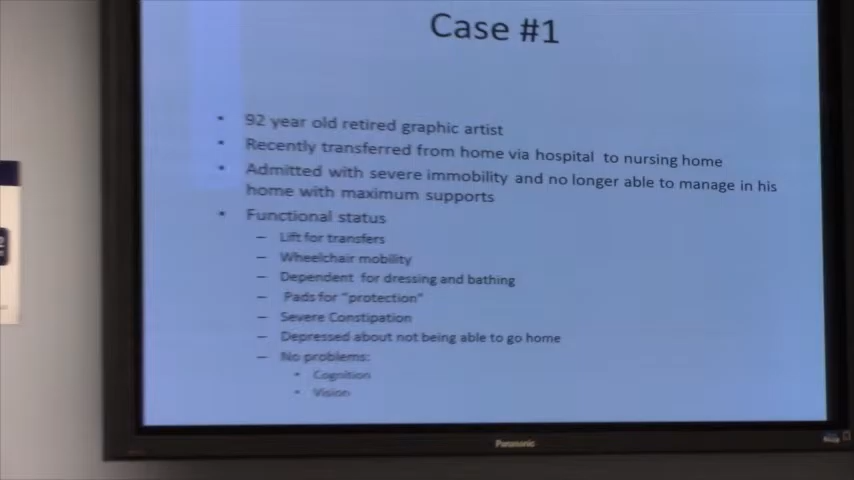 Case #1
• 92 year old retired graphic artist
• Recently transferred from home via hospital to nursing home
• Admitted with severe immobility and no longer able to manage in his
home with maximum supports
• Functional status
– Lift for transfers
– Wheelchair mobility
– Dependent for dressing and bathing
– Pads for "protection"
– Severe Constipation
– Depressed about not being able to go home
– No problems:
• Cognition
• Vision
Panasonic